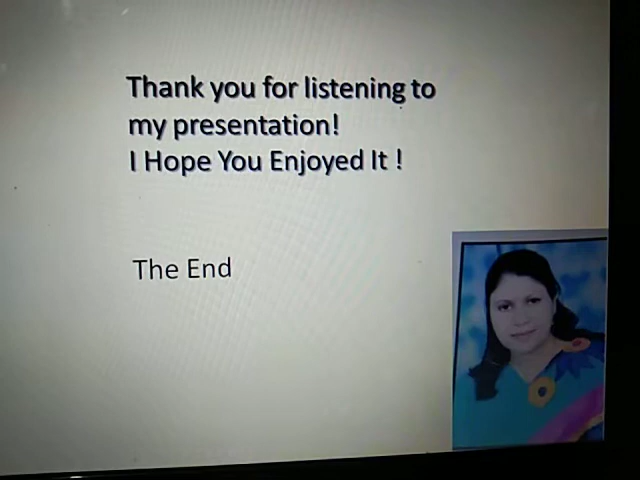 Thank you for listening to
my presentation!
I Hope You Enjoyed It !
The End